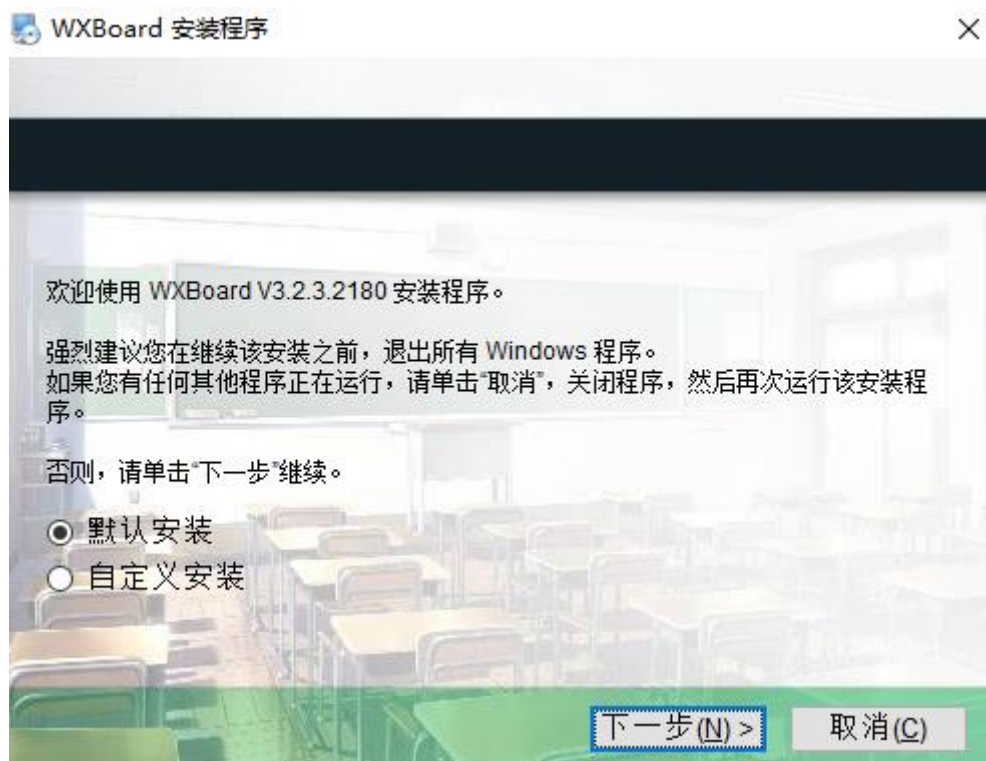 WXBoard 安装程序
欢迎使用 WXBoard V3.2.3.2180 安装程序。
强烈建议您在继续该安装之前，退出所有 Windows 程序。
如果您有任何其他程序正在运行，请单击“取消”，关闭程序，然后再次运行该安装程
序。
否则，请单击“下一步”继续。
默认安装
自定义安装
下一步(N) >
取消(C)